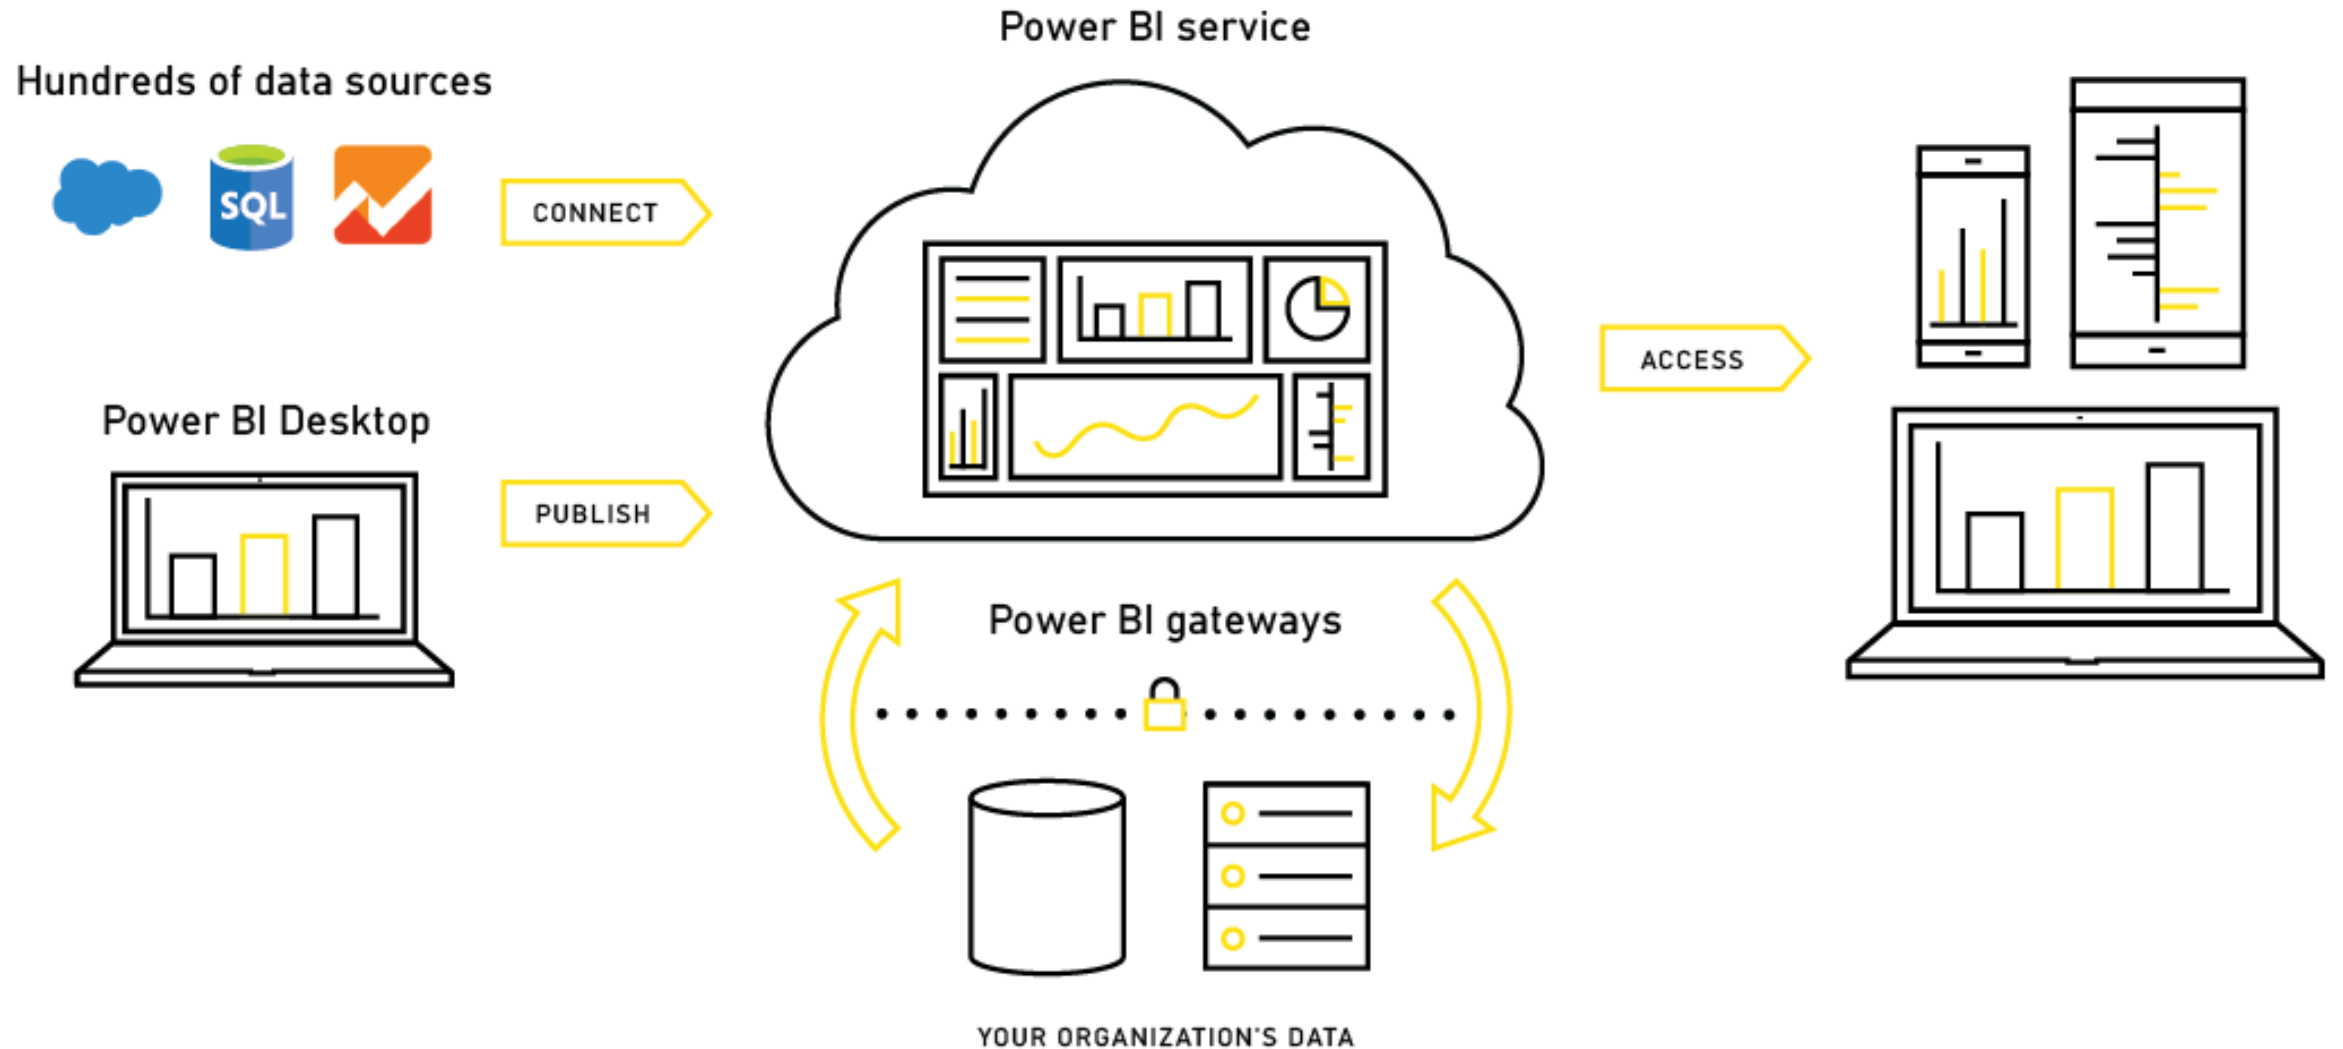 Power BI service
Hundreds of data sources
SQL
CONNECT
ACCESS
Power BI Desktop
PUBLISH
Power BI gateways
YOUR ORGANIZATION'S DATA